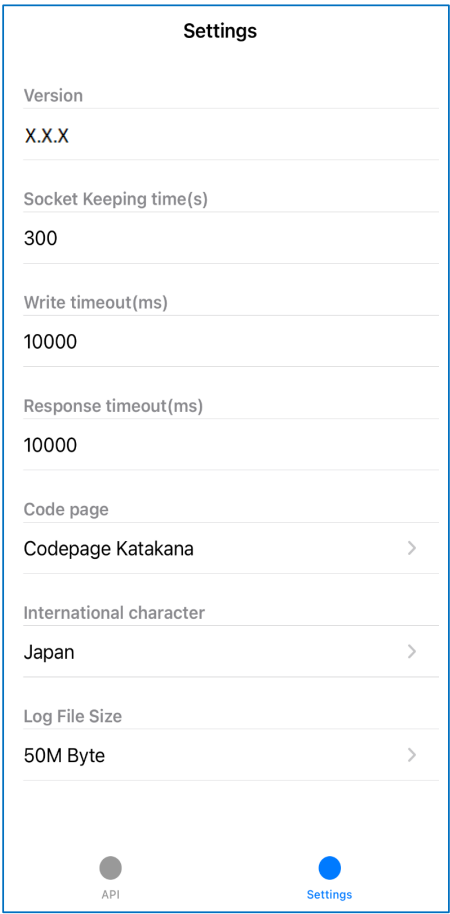 Settings
Version
X.X.X
Socket Keeping time(s)
300
Write timeout(ms)
10000
Response timeout(ms)
10000
Code page
Codepage Katakana
International character
Japan
Log File Size
50M Byte
API
Settings